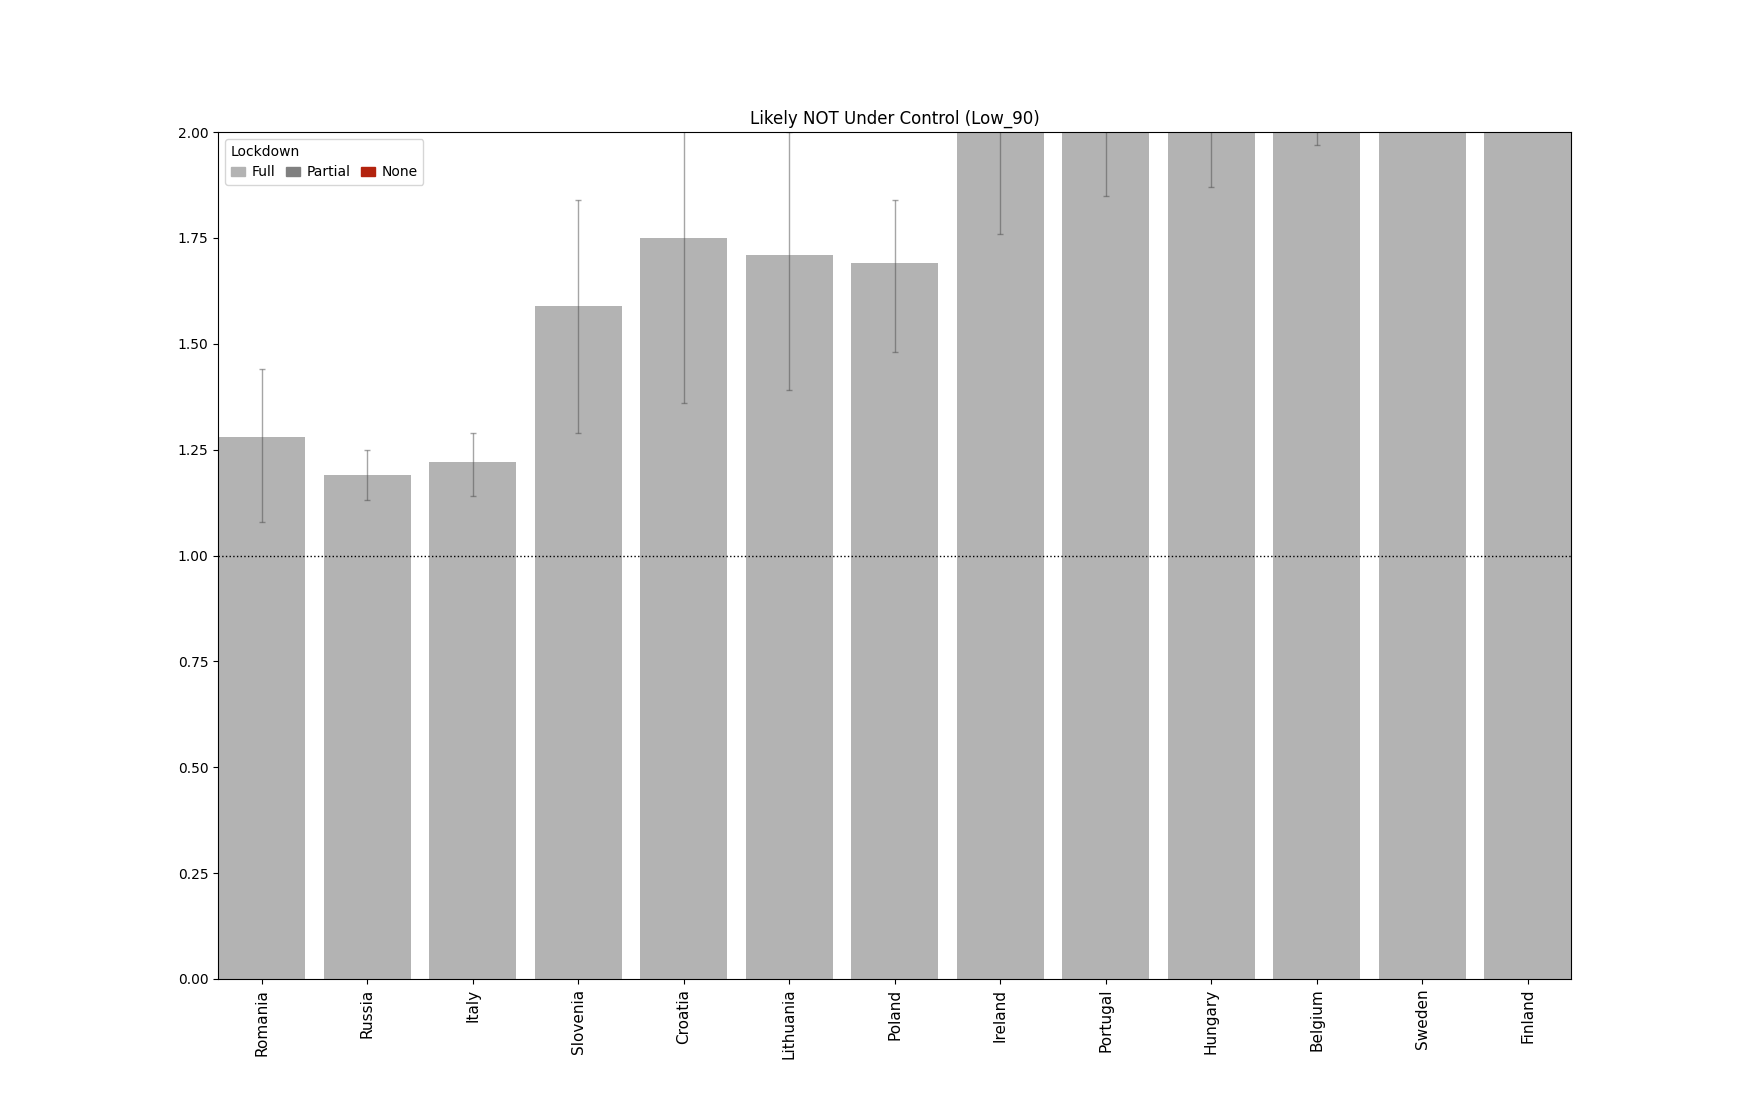 Likely NOT Under Control (Low_90)
Lockdown
Full Partial None
2.00
1.75
1.50
1.25
1.00
0.75
0.50
0.25
0.00
Romania
Russia
Italy
Slovenia
Croatia
Lithuania
Poland
Ireland
Portugal
Hungary
Belgium
Sweden
Finland